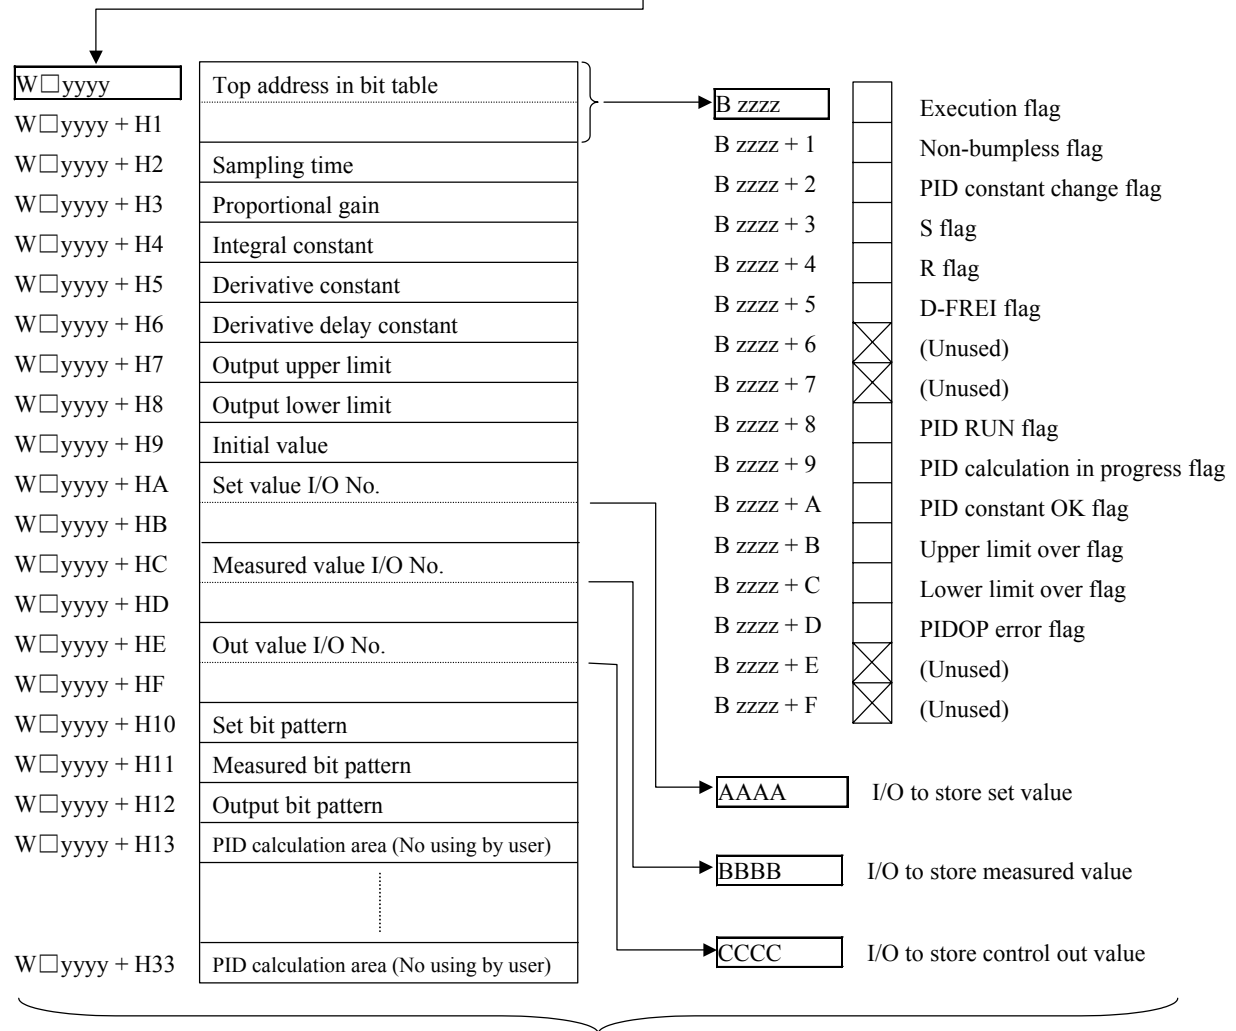 W□yyyy
Top address in bit table
W□yyyy + H1
W□yyyy + H2
Sampling time
W□yyyy + H3
Proportional gain
W□yyyy + H4
Integral constant
W□yyyy + H5
Derivative constant
W□yyyy + H6
Derivative delay constant
W□yyyy + H7
Output upper limit
W□yyyy + H8
Output lower limit
W□yyyy + H9
Initial value
W□yyyy + HA
Set value I/O No.
W□yyyy + HB
W□yyyy + HC
Measured value I/O No.
W□yyyy + HD
W□yyyy + HE
Out value I/O No.
W□yyyy + HF
W□yyyy + H10
Set bit pattern
W□yyyy + H11
Measured bit pattern
W□yyyy + H12
Output bit pattern
W□yyyy + H13
PID calculation area (No using by user)
W□yyyy + H33
PID calculation area (No using by user)
B zzzz
Execution flag
B zzzz + 1
Non-bumpless flag
B zzzz + 2
PID constant change flag
B zzzz + 3
S flag
B zzzz + 4
R flag
B zzzz + 5
D-FREI flag
B zzzz + 6
(Unused)
B zzzz + 7
(Unused)
B zzzz + 8
PID RUN flag
B zzzz + 9
PID calculation in progress flag
B zzzz + A
PID constant OK flag
B zzzz + B
Upper limit over flag
B zzzz + C
Lower limit over flag
B zzzz + D
PIDOP error flag
B zzzz + E
(Unused)
B zzzz + F
(Unused)
AAAA
I/O to store set value
BBBB
I/O to store measured value
CCCC
I/O to store control out value